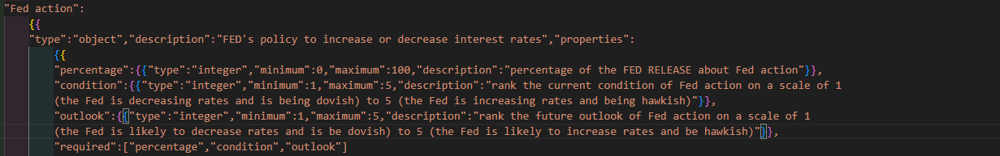 "Fed action":
{{
"type":"object","description":"FED's policy to increase or decrease interest rates","properties":
{{
"percentage":{{"type":"integer","minimum":0,"maximum":100,"description":"percentage of the FED RELEASE about Fed action"}},
"condition":{{"type":"integer","minimum":1,"maximum":5,"description":"rank the current condition of Fed action on a scale of 1
(the Fed is decreasing rates and is being dovish) to 5 (the Fed is increasing rates and being hawkish)"}},
"outlook":{{"type":"integer","minimum":1,"maximum":5,"description":"rank the future outlook of Fed action on a scale of 1
(the Fed is likely to decrease rates and is be dovish) to 5 (the Fed is likely to increase rates and be hawkish)"}},
"required":["percentage","condition","outlook"]